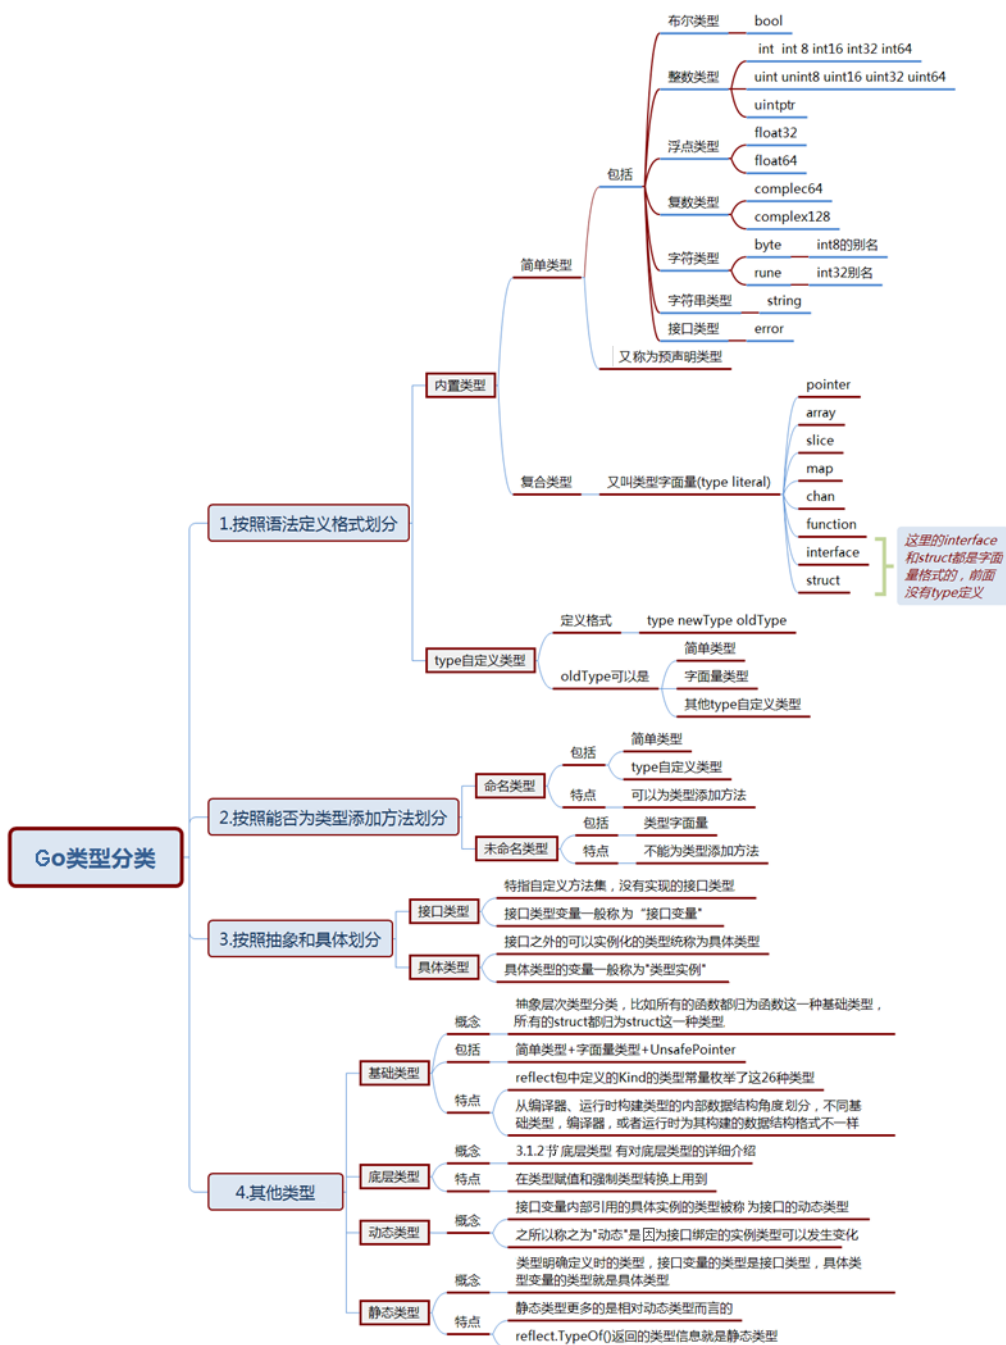 Go类型分类
1.按照语法定义格式划分
内置类型
简单类型
包括
布尔类型
bool
整数类型
int int 8 int16 int32 int64
uint unint8 uint16 uint32 uint64
uintptr
浮点类型
float32
float64
复数类型
complec64
complex128
字符类型
byte
int8的别名
rune
int32别名
字符串类型
string
接口类型
error
又称为预声明类型
复合类型
又叫类型字面量(type literal)
pointer
array
slice
map
chan
function
interface
struct
这里的interface
和struct都是字面
量格式的，前面
没有type定义
type自定义类型
定义格式
type newType oldType
oldType可以是
简单类型
字面量类型
其他type自定义类型
2.按照能否为类型添加方法划分
命名类型
包括
简单类型
type自定义类型
特点
可以为类型添加方法
未命名类型
包括
类型字面量
特点
不能为类型添加方法
3.按照抽象和具体划分
接口类型
特指自定义方法集，没有实现的接口类型
接口类型变量一般称为 "接口变量"
具体类型
接口之外的可以实例化的类型统称为具体类型
具体类型的变量一般称为"类型实例"
4.其他类型
基础类型
概念
抽象层次类型分类，比如所有的函数都归为函数这一种基础类型，
所有的struct都归为struct这一种类型
包括
简单类型+字面量类型+UnsafePointer
特点
reflect包中定义的Kind的类型常量枚举了这26种类型
从编译器、运行时构建类型的内部数据结构角度划分，不同基
础类型，编译器，或者运行时为其构建的数据结构格式不一样
底层类型
概念
3.1.2节 底层类型 有对底层类型的详细介绍
特点
在类型赋值和强制类型转换上用到
动态类型
概念
接口变量内部引用的具体实例的类型被称为接口的动态类型
之所以称之为"动态"是因为接口绑定的实例类型可以发生变化
静态类型
概念
类型明确定义时的类型，接口变量的类型是接口类型，具体类
型变量的类型就是具体类型
特点
静态类型更多的是相对动态类型而言的
reflect.TypeOf()返回的类型信息就是静态类型